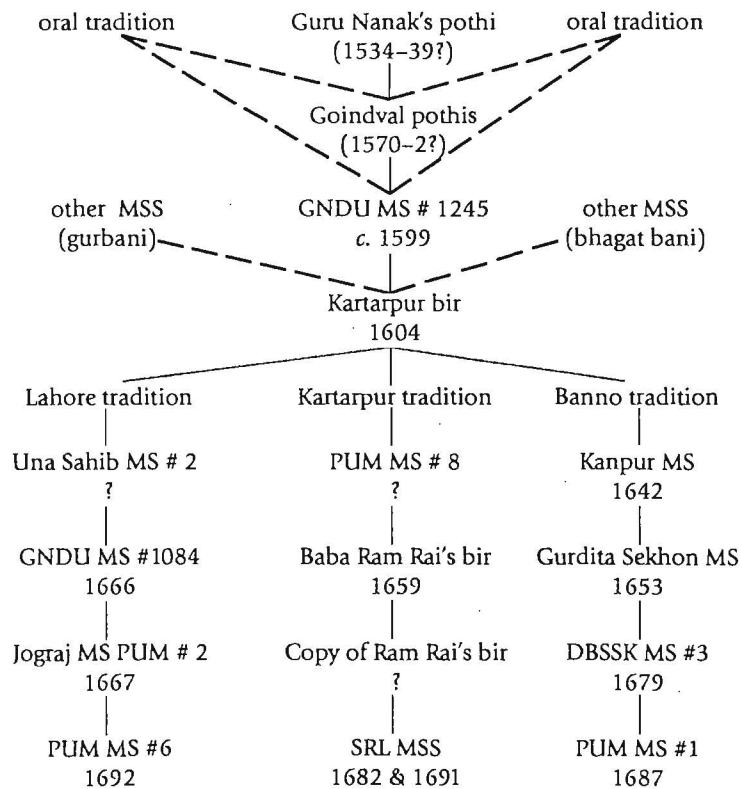 oral tradition Guru Nanak's pothi oral tradition
(1534–39?)
Goindval pothis
(1570–2?)
other MSS GNDU MS # 1245 other MSS
(gurbani) c. 1599 (bhagat bani)
Kartarpur bir
1604
Lahore tradition Kartarpur tradition Banno tradition
Una Sahib MS # 2 PUM MS # 8 Kanpur MS
? ? 1642
GNDU MS #1084 Baba Ram Rai's bir Gurdita Sekhon MS
1666 1659 1653
Jograj MS PUM # 2 Copy of Ram Rai's bir DBSSK MS #3
1667 ? 1679
PUM MS #6 SRL MSS PUM MS #1
1692 1682 & 1691 1687